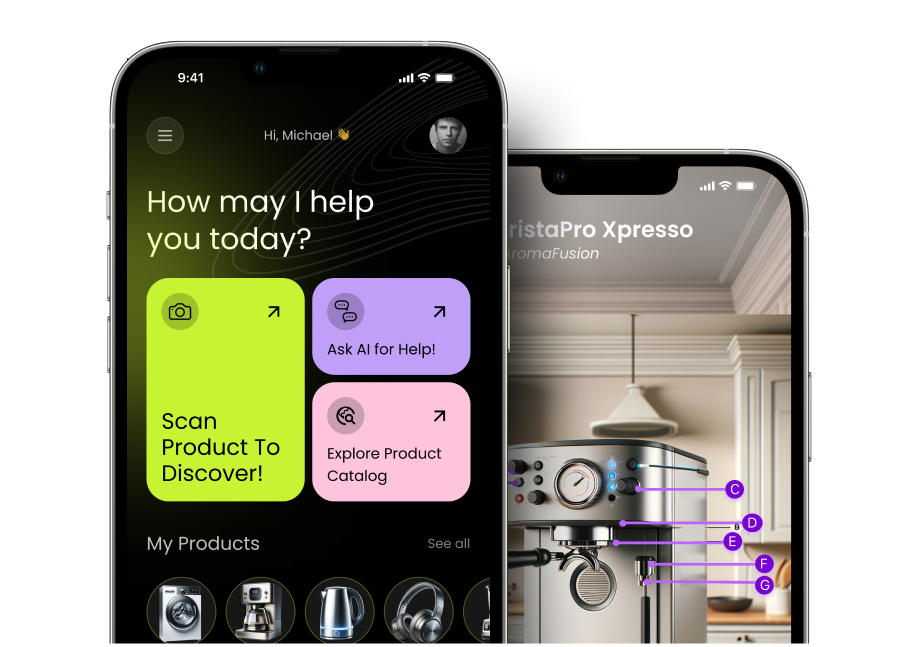 9:41
Hi, Michael 👋
How may I help
you today?
Scan
Product To
Discover!
Ask AI for Help!
Explore Product
Catalog
My Products
See all
ristaPro Xpresso
romaFusion
C
D
B
E
F
G